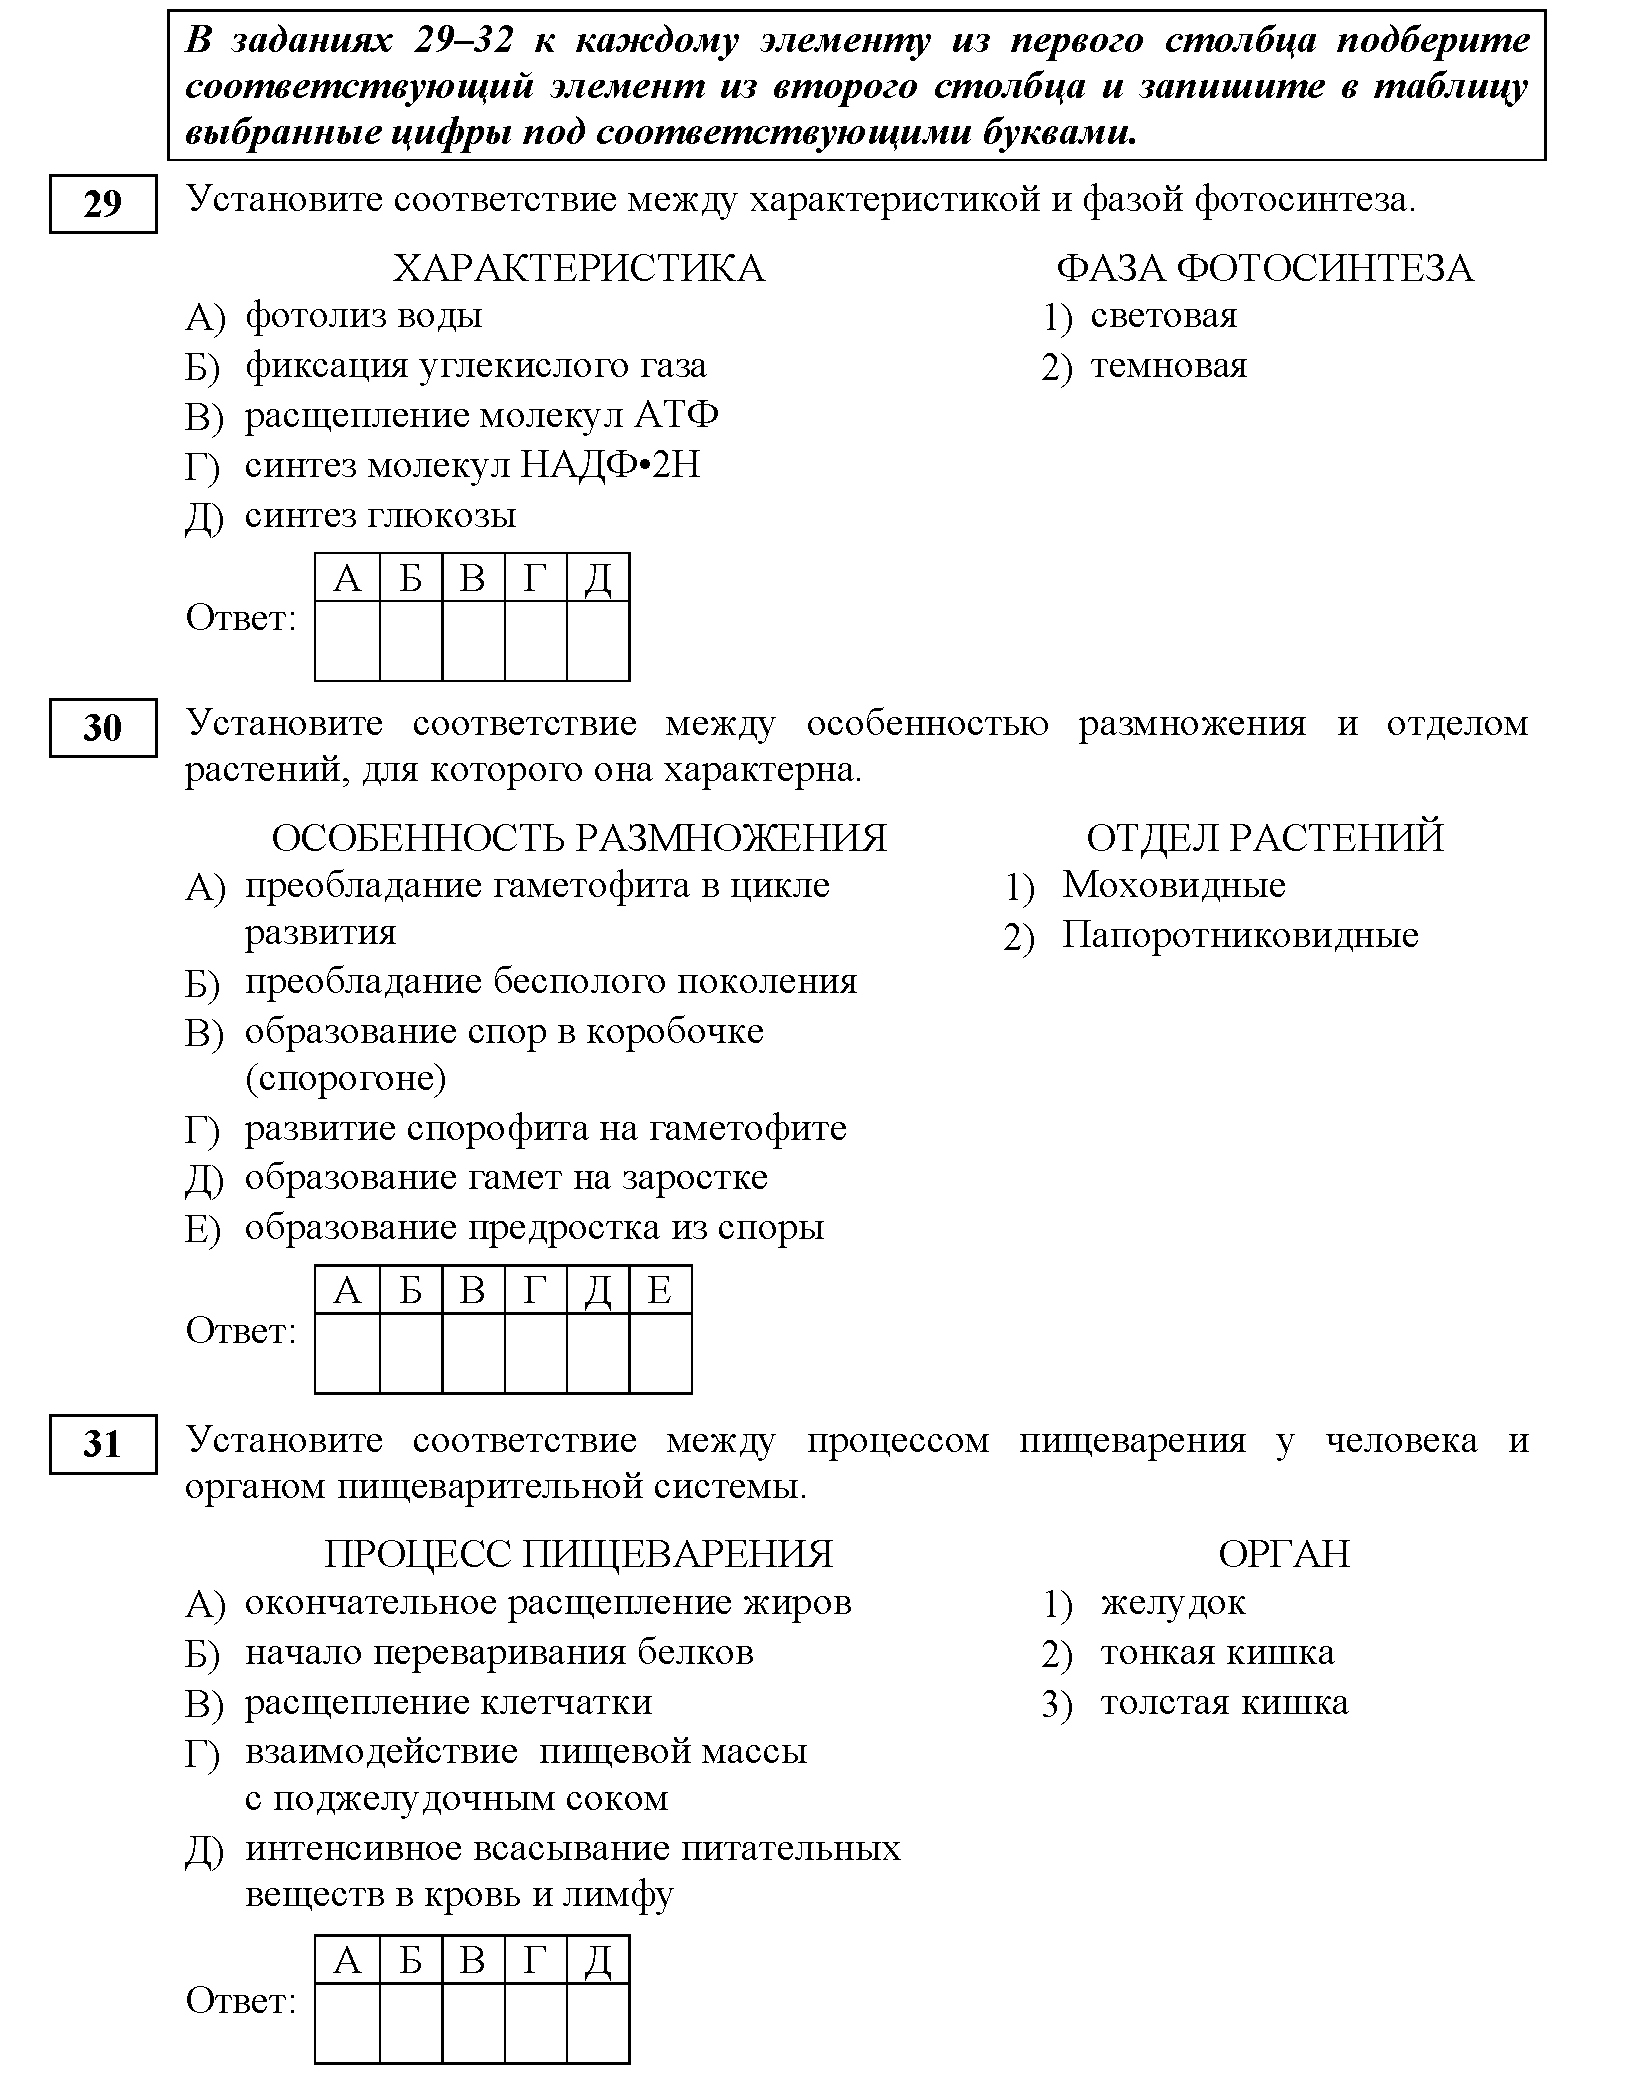 В заданиях 29–32 к каждому элементу из первого столбца подберите
соответствующий элемент из второго столбца и запишите в таблицу
выбранные цифры под соответствующими буквами.
29 Установите соответствие между характеристикой и фазой фотосинтеза.
ХАРАКТЕРИСТИКА ФАЗА ФОТОСИНТЕЗА
А) фотолиз воды 1) световая
Б) фиксация углекислого газа 2) темновая
В) расщепление молекул АТФ
Г) синтез молекул НАДФ•2Н
Д) синтез глюкозы
А Б В Г Д
Ответ:
30 Установите соответствие между особенностью размножения и отделом
растений, для которого она характерна.
ОСОБЕННОСТЬ РАЗМНОЖЕНИЯ ОТДЕЛ РАСТЕНИЙ
А) преобладание гаметофита в цикле 1) Моховидные
развития 2) Папоротниковидные
Б) преобладание бесполого поколения
В) образование спор в коробочке
(спорогоне)
Г) развитие спорофита на гаметофите
Д) образование гамет на заростке
Е) образование предростка из споры
А Б В Г Д Е
Ответ:
31 Установите соответствие между процессом пищеварения у человека и
органом пищеварительной системы.
ПРОЦЕСС ПИЩЕВАРЕНИЯ ОРГАН
А) окончательное расщепление жиров 1) желудок
Б) начало переваривания белков 2) тонкая кишка
В) расщепление клетчатки 3) толстая кишка
Г) взаимодействие пищевой массы
с поджелудочным соком
Д) интенсивное всасывание питательных
веществ в кровь и лимфу
А Б В Г Д
Ответ: